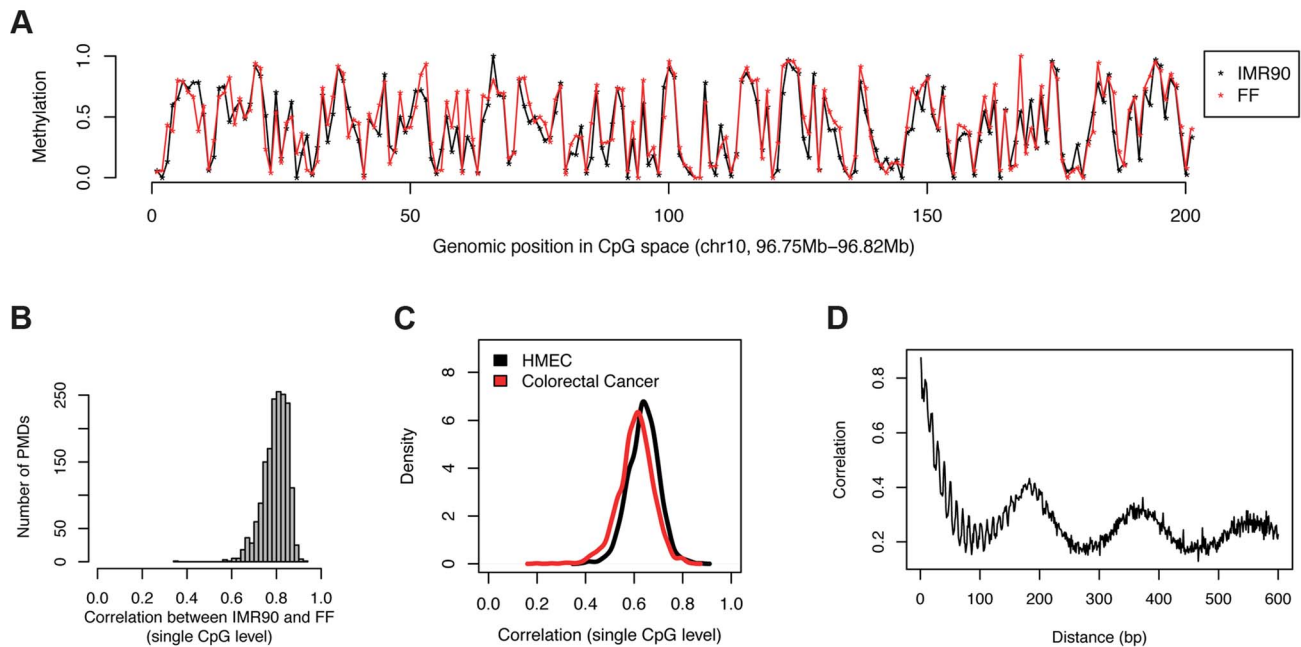 A
Methylation
1.0
0.5
0.0
IMR90
FF
0
50
100
150
200
Genomic position in CpG space (chr10, 96.75Mb–96.82Mb)
B
Number of PMDs
250
150
50
0
0.0 0.2 0.4 0.6 0.8 1.0
Correlation between IMR90 and FF
(single CpG level)
C
HMEC
Colorectal Cancer
Density
8
6
4
2
0
0.0 0.2 0.4 0.6 0.8 1.0
Correlation (single CpG level)
D
Correlation
0.8
0.6
0.4
0.2
0 100 200 300 400 500 600
Distance (bp)